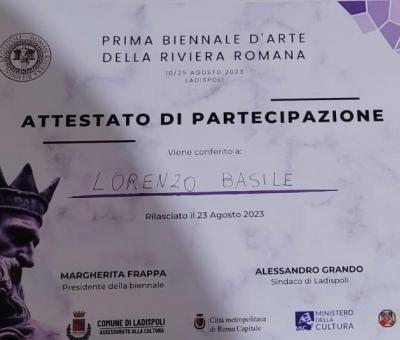 PRIMA BIENNALE D'ARTE
DELLA RIVIERA ROMANA
10/25 AGOSTO 2023
LADISPOLI
ATTESTATO DI PARTECIPAZIONE
Viene conferito a:
LORENZO BASILE
Rilasciato il 23 Agosto 2023
MARGHERITA FRAPPA
Presidente della biennale
ALESSANDRO GRANDO
Sindaco di Ladispoli
COMUNE DI LADISPOLI
ASSESSORATO ALLA CULTURA
Città metropolitana
di Roma Capitale
MiC
MINISTERO
DELLA
CULTURA